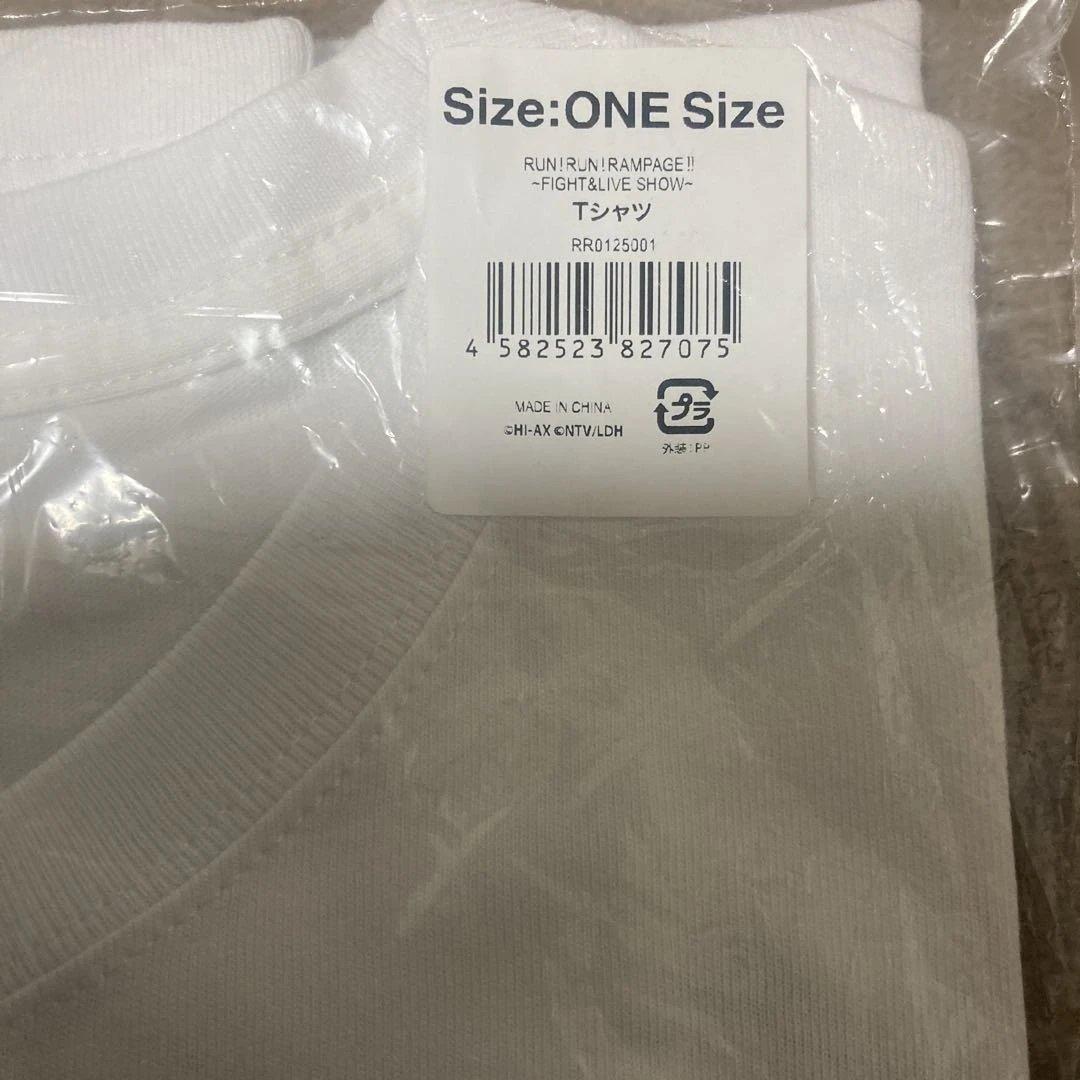 Size:ONE Size
RUN!RUN!RAMPAGE!!
~FIGHT&LIVE SHOW~
Tシャツ
RR0125001
4 582523 827075
プラ
MADE IN CHINA
©HI-AX ©NTV/LDH
外装:PP